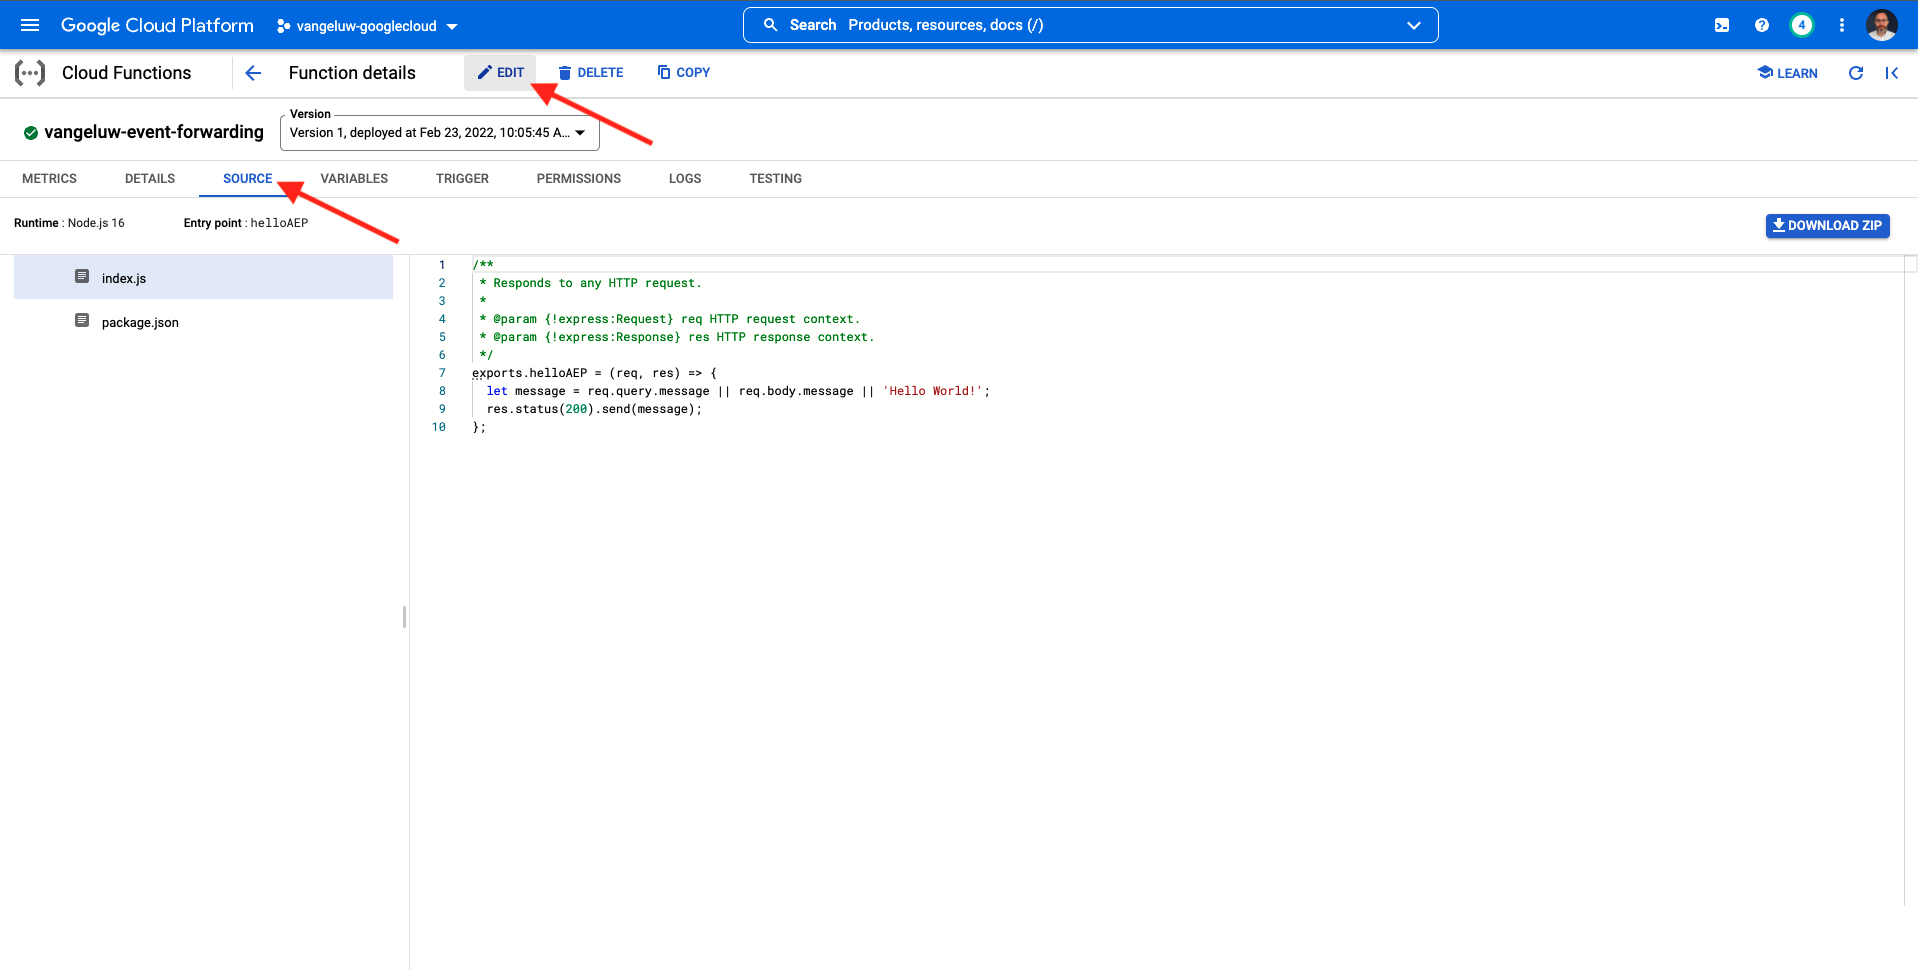 Google Cloud Platform
vangeluw-googlecloud
Search Products, resources, docs (/)
4
Cloud Functions
Function details
EDIT
DELETE
COPY
LEARN
vangeluw-event-forwarding
Version
Version 1, deployed at Feb 23, 2022, 10:05:45 A...
METRICS
DETAILS
SOURCE
VARIABLES
TRIGGER
PERMISSIONS
LOGS
TESTING
Runtime : Node.js 16
Entry point : helloAEP
DOWNLOAD ZIP
index.js
package.json
1 /**
2  * Responds to any HTTP request.
3  *
4  * @param {!express:Request} req HTTP request context.
5  * @param {!express:Response} res HTTP response context.
6  */
7 exports.helloAEP = (req, res) => {
8   let message = req.query.message || req.body.message || 'Hello World!';
9   res.status(200).send(message);
10 };